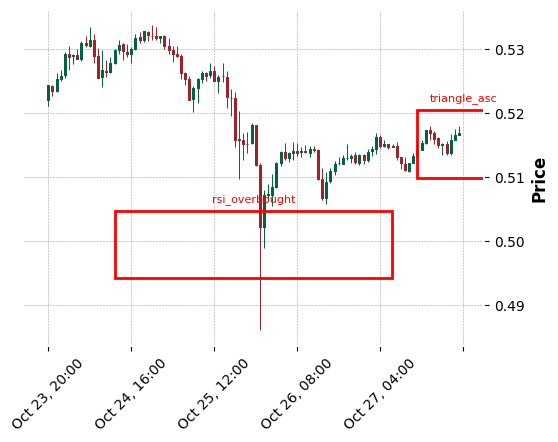 0.53
triangle_asc
0.52
0.51
rsi_overbought
0.50
0.49
Price
Oct 23, 20:00
Oct 24, 16:00
Oct 25, 12:00
Oct 26, 08:00
Oct 27, 04:00